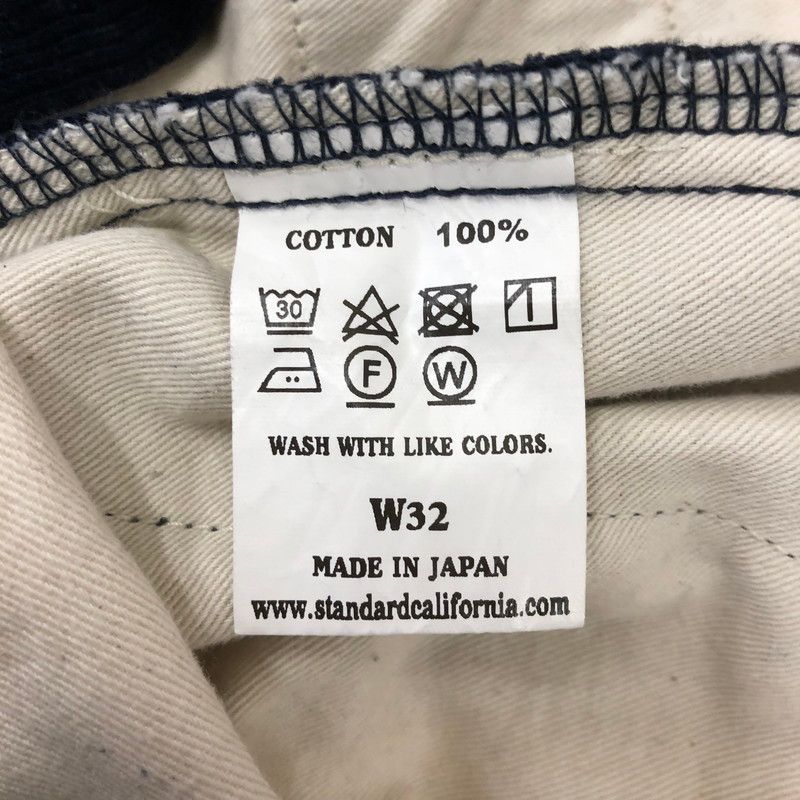 COTTON 100%
30
F W
WASH WITH LIKE COLORS.
W32
MADE IN JAPAN
www.standardcalifornia.com